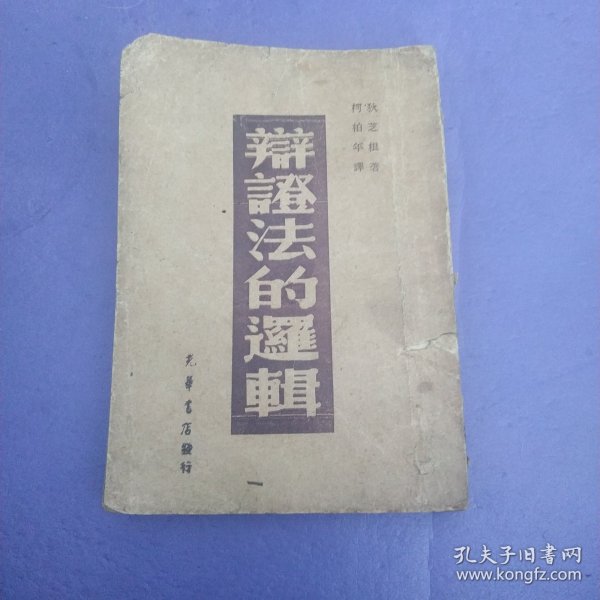 狄芝根著
柯柏年譯
辯證法的邏輯
光華書店發行
孔夫子旧书网
www.kongfz.com